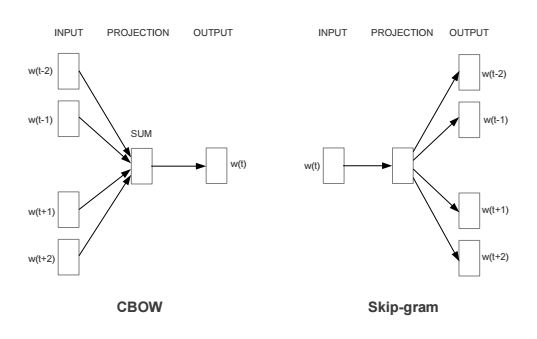 INPUT PROJECTION OUTPUT
w(t-2)
w(t-1)
SUM
w(t)
w(t+1)
w(t+2)
CBOW
INPUT PROJECTION OUTPUT
w(t-2)
w(t-1)
w(t)
w(t+1)
w(t+2)
Skip-gram